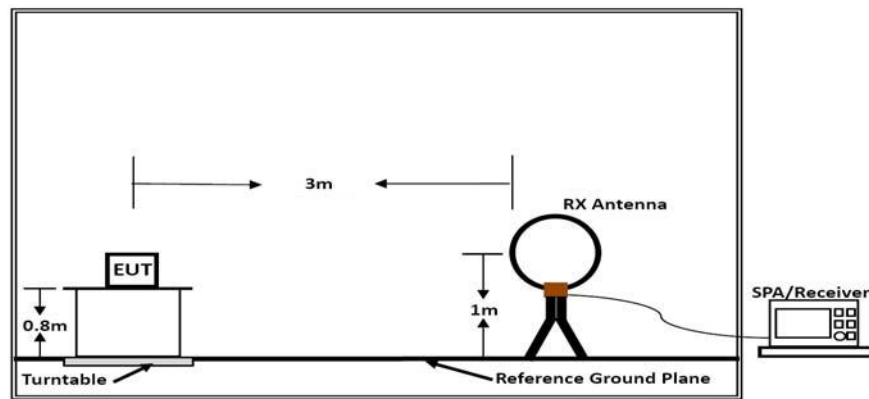 3m
RX Antenna
EUT
SPA/Receiver
0.8m
1m
Turntable
Reference Ground Plane